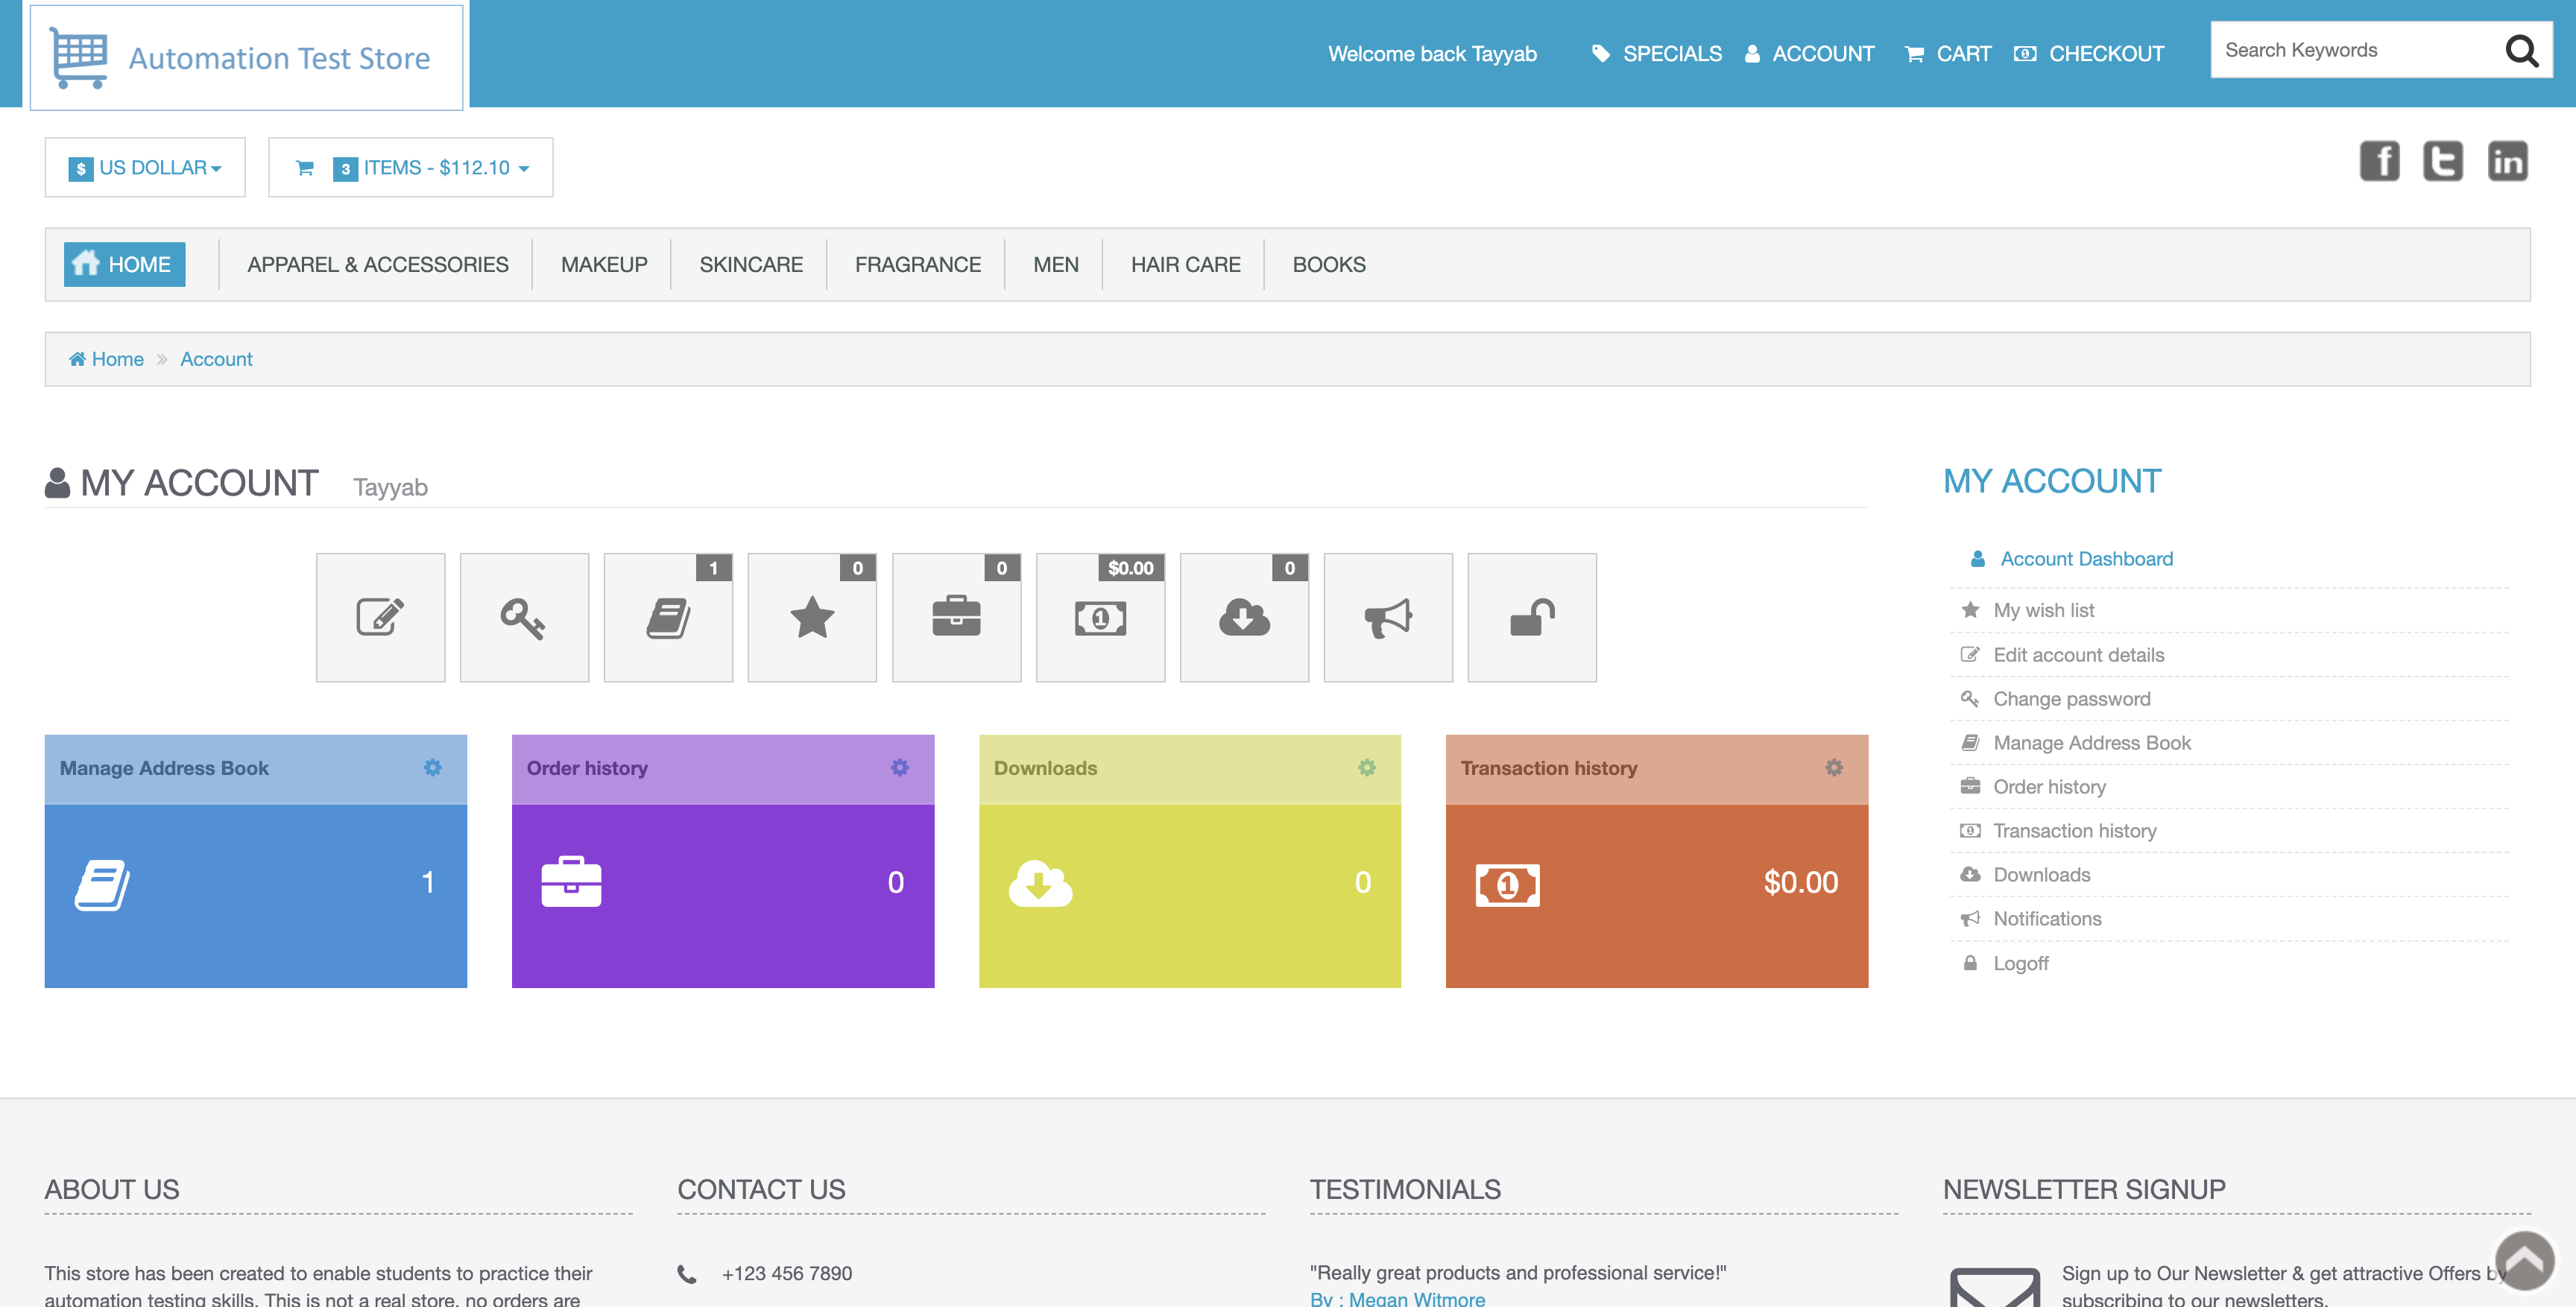 Automation Test Store
Welcome back Tayyab
SPECIALS
ACCOUNT
CART
CHECKOUT
Search Keywords
$ US DOLLAR
3 ITEMS - $112.10
f
t
in
HOME
APPAREL & ACCESSORIES
MAKEUP
SKINCARE
FRAGRANCE
MEN
HAIR CARE
BOOKS
Home
Account
MY ACCOUNT Tayyab
1
0
0
$0.00
0
Manage Address Book
1
Order history
0
Downloads
0
Transaction history
$0.00
MY ACCOUNT
Account Dashboard
My wish list
Edit account details
Change password
Manage Address Book
Order history
Transaction history
Downloads
Notifications
Logoff
ABOUT US
This store has been created to enable students to practice their
automation testing skills. This is not a real store, no orders are
CONTACT US
+123 456 7890
TESTIMONIALS
"Really great products and professional service!"
By : Megan Witmore
NEWSLETTER SIGNUP
Sign up to Our Newsletter & get attractive Offers by
subscribing to our newsletters.